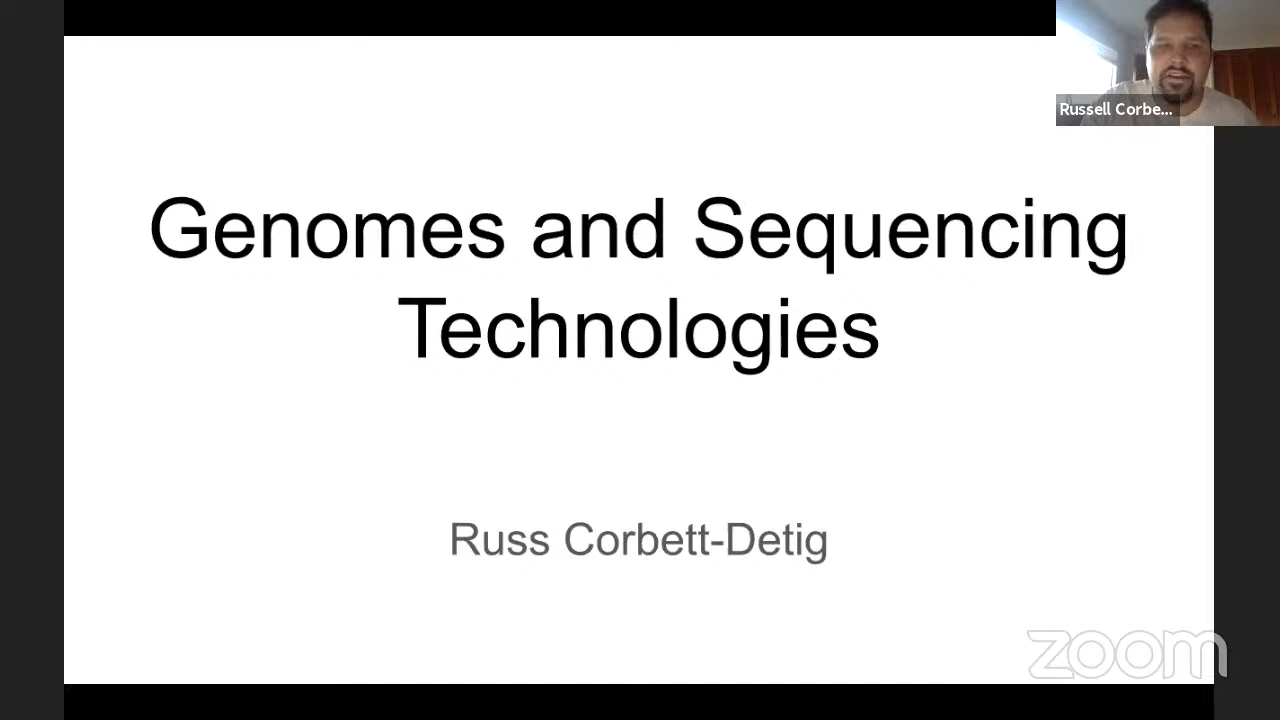 Russell Corbe...
Genomes and Sequencing
Technologies
Russ Corbett-Detig
zoom